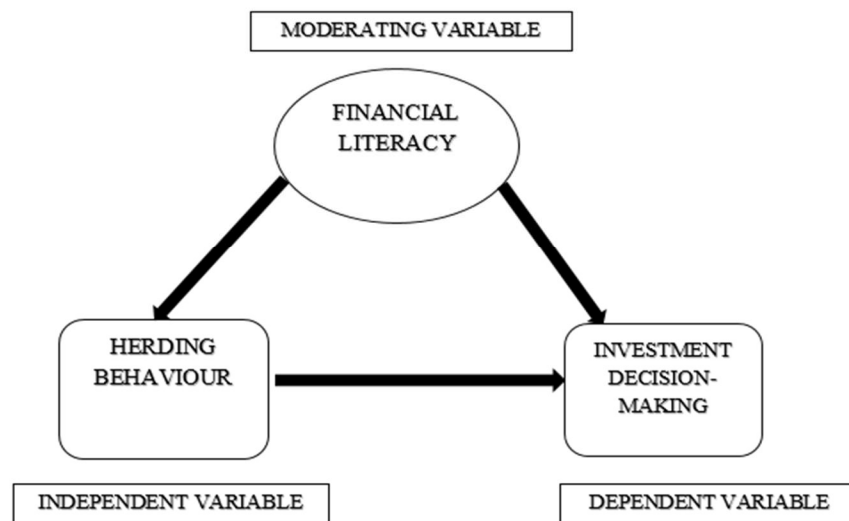 MODERATING VARIABLE
FINANCIAL
LITERACY
HERDING
BEHAVIOUR
INVESTMENT
DECISION-
MAKING
INDEPENDENT VARIABLE
DEPENDENT VARIABLE